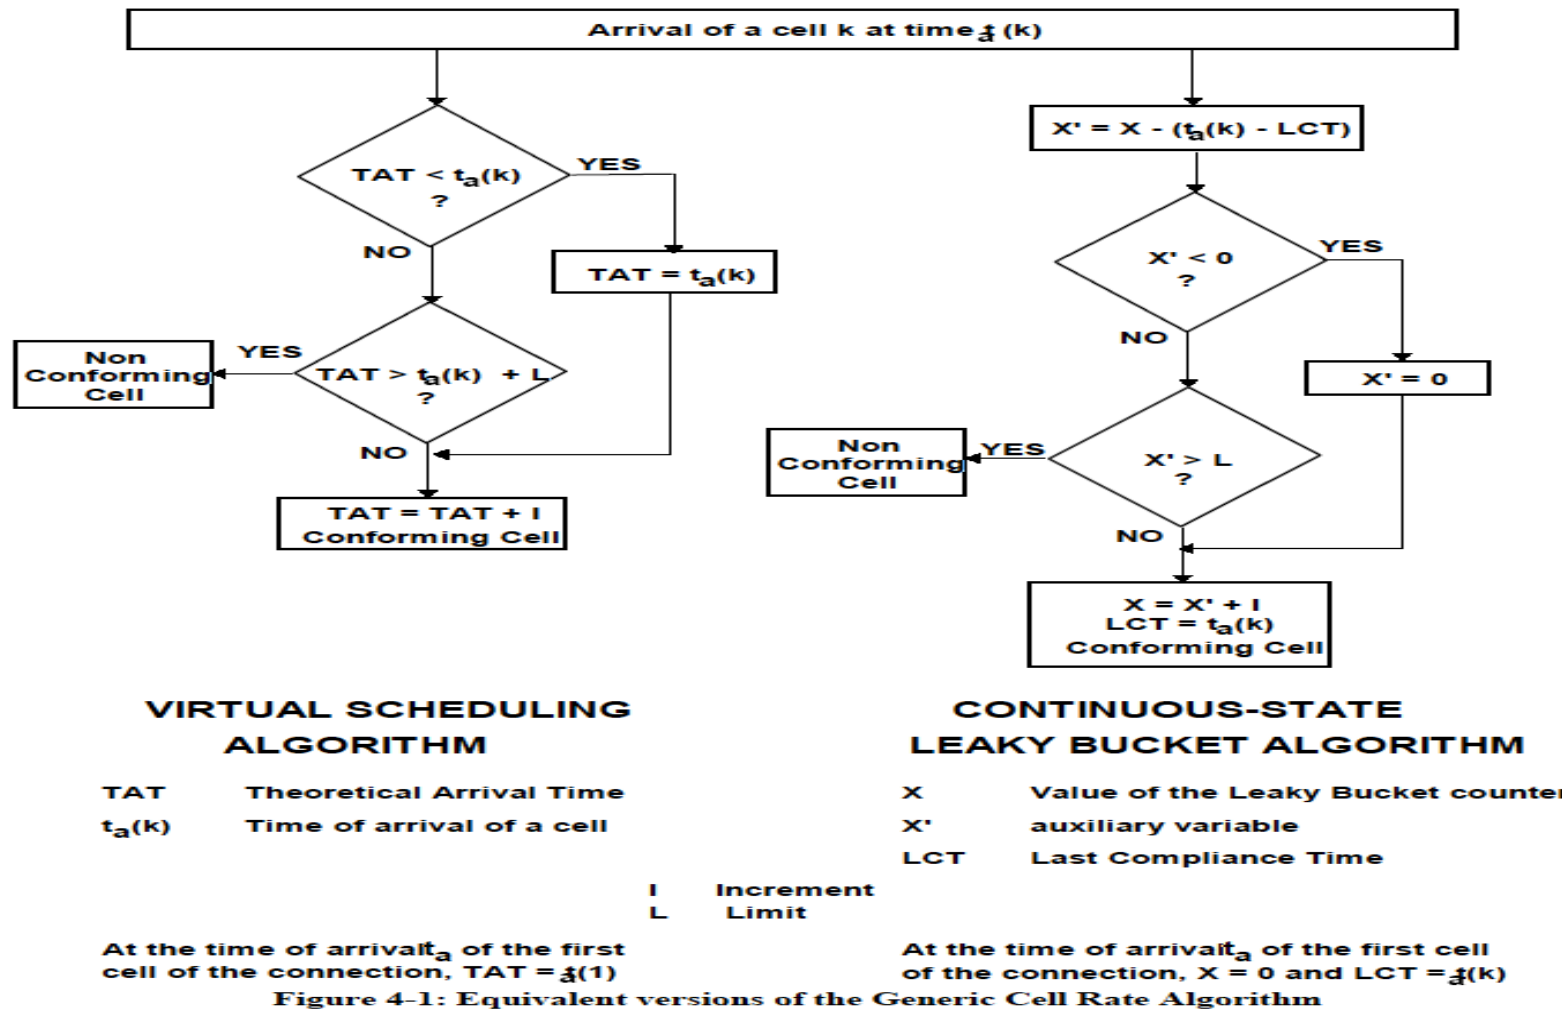 Arrival of a cell k at time ta(k)
TAT < ta(k)
?
YES
NO
TAT = ta(k)
TAT > ta(k) + L
?
YES
Non
Conforming
Cell
NO
TAT = TAT + I
Conforming Cell
X' = X - (ta(k) - LCT)
X' < 0
?
YES
NO
X' = 0
X' > L
?
YES
Non
Conforming
Cell
NO
X = X' + I
LCT = ta(k)
Conforming Cell
VIRTUAL SCHEDULING
ALGORITHM
TAT Theoretical Arrival Time
ta(k) Time of arrival of a cell
CONTINUOUS-STATE
LEAKY BUCKET ALGORITHM
X Value of the Leaky Bucket counter
X' auxiliary variable
LCT Last Compliance Time
I Increment
L Limit
At the time of arrival ta of the first
cell of the connection, TAT = ta(1)
At the time of arrival ta of the first cell
of the connection, X = 0 and LCT = ta(k)
Figure 4-1: Equivalent versions of the Generic Cell Rate Algorithm